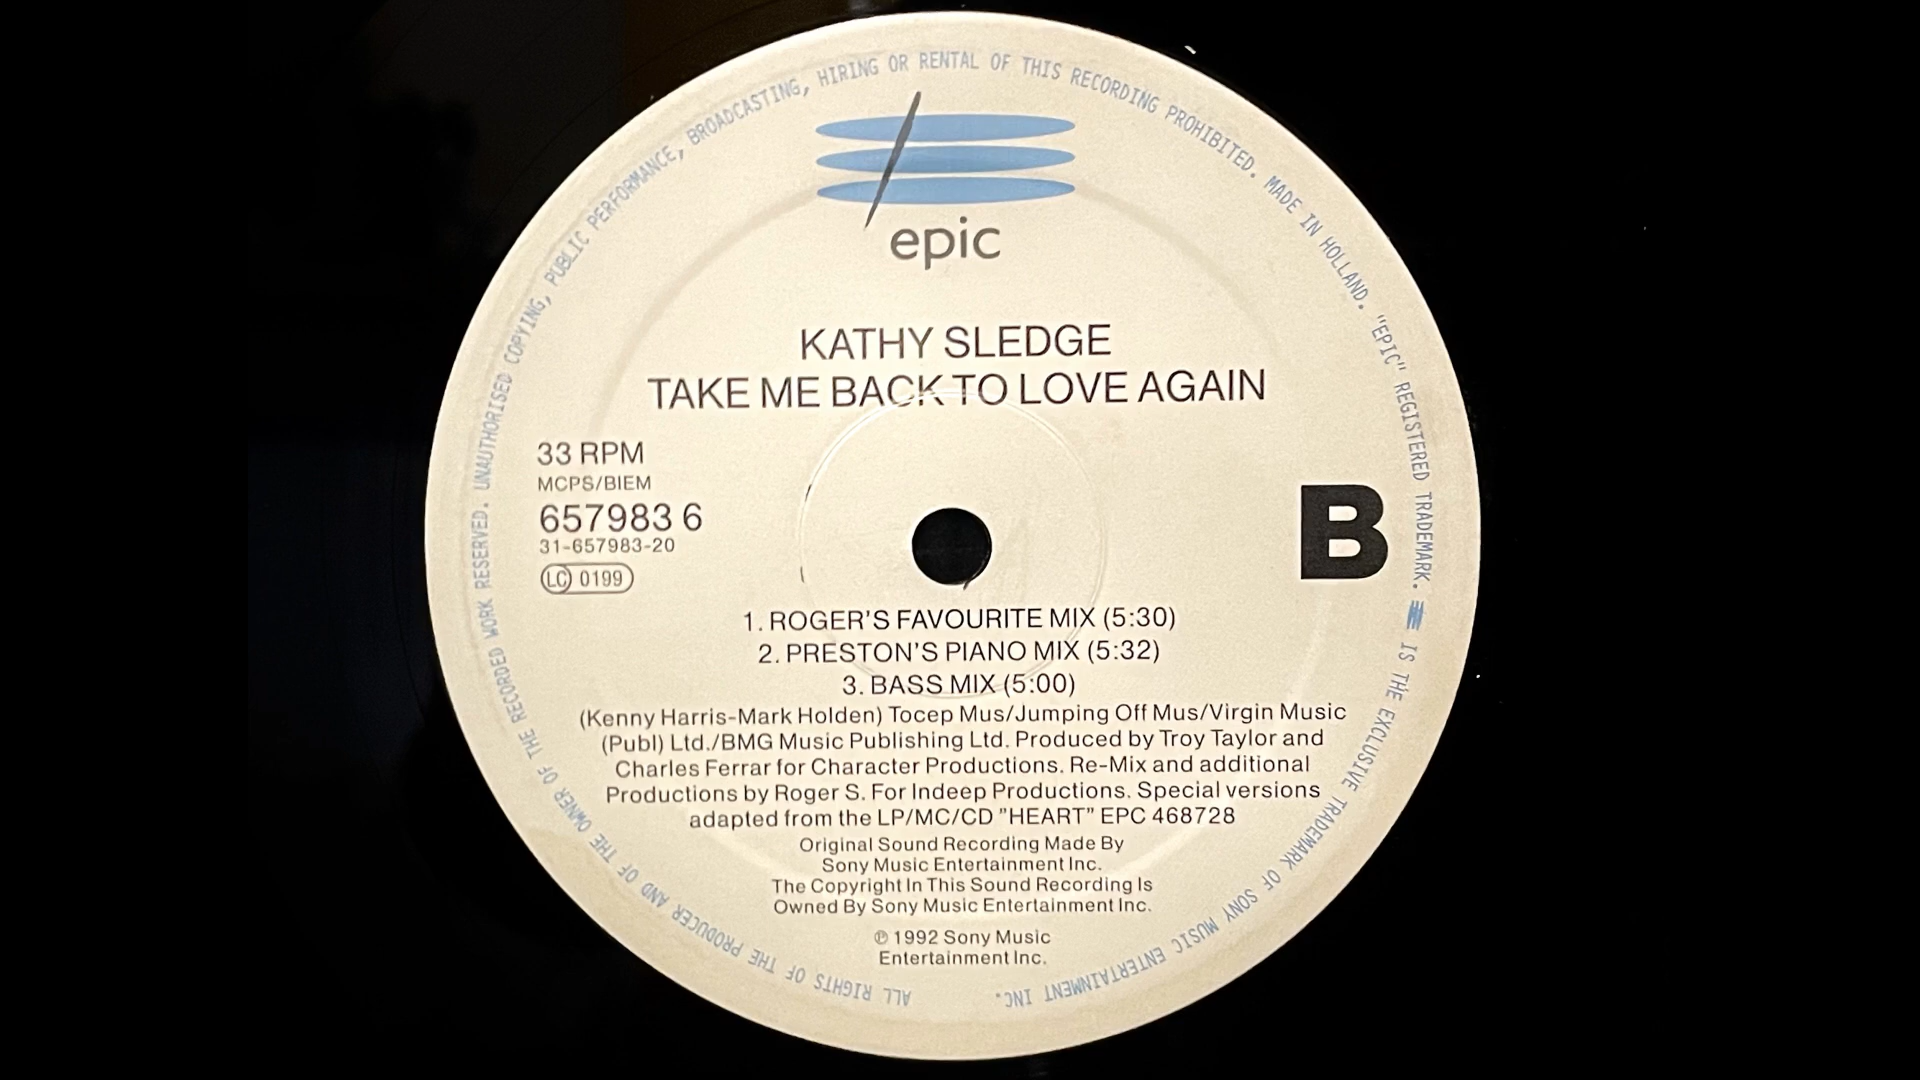 ALL RIGHTS OF THE PRODUCER AND OF THE OWNER OF THE RECORDED WORK RESERVED. UNAUTHORISED COPYING, PUBLIC PERFORMANCE, BROADCASTING, HIRING OR RENTAL OF THIS RECORDING PROHIBITED. MADE IN HOLLAND. "EPIC" REGISTERED TRADEMARK. IS THE EXCLUSIVE TRADEMARK OF SONY MUSIC ENTERTAINMENT INC.
epic
KATHY SLEDGE
TAKE ME BACK TO LOVE AGAIN
33 RPM
MCPS/BIEM
657983 6
31-657983-20
LC 0199
B
1. ROGER'S FAVOURITE MIX (5:30)
2. PRESTON'S PIANO MIX (5:32)
3. BASS MIX (5:00)
(Kenny Harris-Mark Holden) Tocep Mus/Jumping Off Mus/Virgin Music
(Publ) Ltd./BMG Music Publishing Ltd. Produced by Troy Taylor and
Charles Ferrar for Character Productions. Re-Mix and additional
Productions by Roger S. For Indeep Productions. Special versions
adapted from the LP/MC/CD "HEART" EPC 468728
Original Sound Recording Made By
Sony Music Entertainment Inc.
The Copyright In This Sound Recording Is
Owned By Sony Music Entertainment Inc.
℗ 1992 Sony Music
Entertainment Inc.